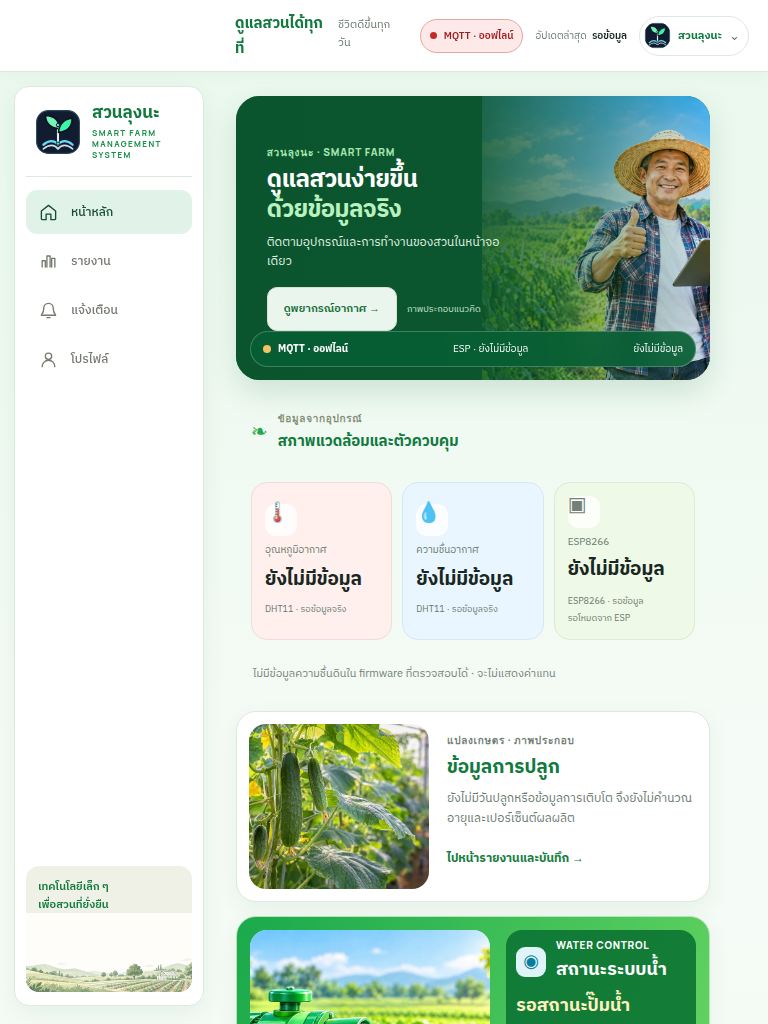 ดูแลสวนได้ทุก
ที่
ชีวิตดีขึ้นทุก
วัน
MQTT · ออฟไลน์
อัปเดตล่าสุด รอข้อมูล
สวนลุงนะ
สวนลุงนะ
SMART FARM
MANAGEMENT
SYSTEM
หน้าหลัก
รายงาน
แจ้งเตือน
โปรไฟล์
เทคโนโลยีเล็ก ๆ
เพื่อสวนที่ยั่งยืน
สวนลุงนะ · SMART FARM
ดูแลสวนง่ายขึ้น
ด้วยข้อมูลจริง
ติดตามอุปกรณ์และการทำงานของสวนในหน้าจอ
เดียว
ดูพยากรณ์อากาศ →
ภาพประกอบแนวคิด
MQTT · ออฟไลน์
ESP · ยังไม่มีข้อมูล
ยังไม่มีข้อมูล
ข้อมูลจากอุปกรณ์
สภาพแวดล้อมและตัวควบคุม
อุณหภูมิอากาศ
ยังไม่มีข้อมูล
DHT11 · รอข้อมูลจริง
ความชื้นอากาศ
ยังไม่มีข้อมูล
DHT11 · รอข้อมูลจริง
ESP8266
ยังไม่มีข้อมูล
ESP8266 · รอข้อมูล
รอโหมดจาก ESP
ไม่มีข้อมูลความชื้นดินใน firmware ที่ตรวจสอบได้ · จะไม่แสดงค่าแทน
แปลงเกษตร · ภาพประกอบ
ข้อมูลการปลูก
ยังไม่มีวันปลูกหรือข้อมูลการเติบโต จึงยังไม่คำนวณ
อายุและเปอร์เซ็นต์ผลผลิต
ไปหน้ารายงานและบันทึก →
WATER CONTROL
สถานะระบบน้ำ
รอสถานะปั๊มน้ำ